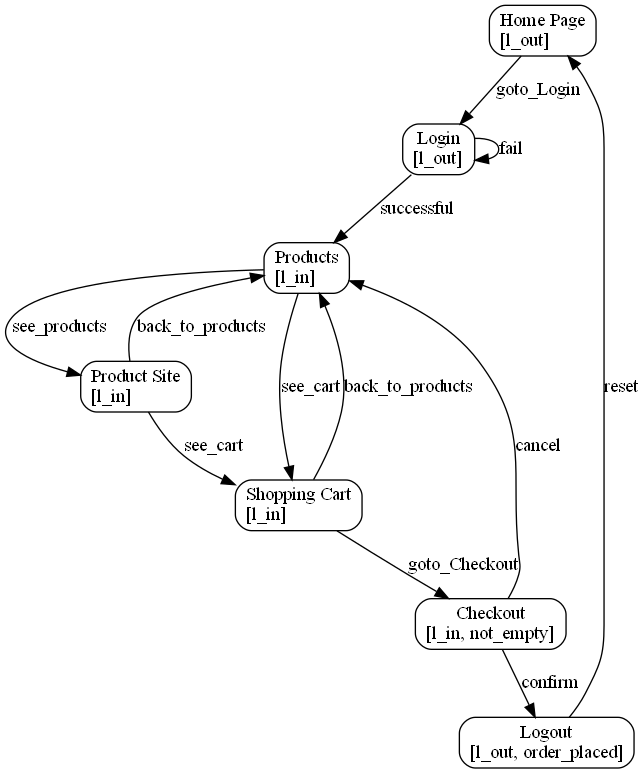 Home Page
[l_out]
goto_Login
Login
[l_out]
fail
successful
Products
[l_in]
see_products
back_to_products
Product Site
[l_in]
see_cart
back_to_products
reset
see_cart
cancel
Shopping Cart
[l_in]
goto_Checkout
Checkout
[l_in, not_empty]
confirm
Logout
[l_out, order_placed]